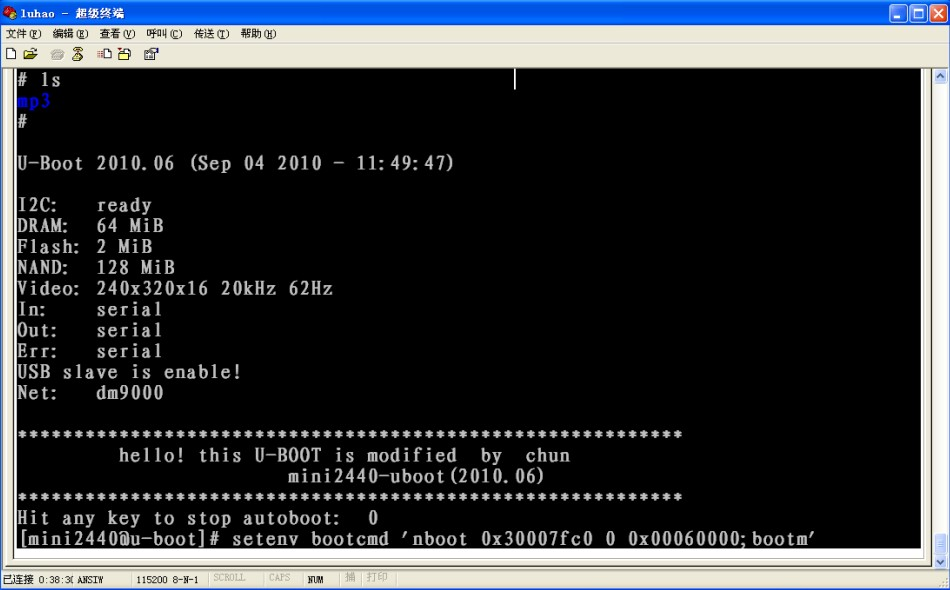 luhao - 超级终端
文件(F) 编辑(E) 查看(V) 呼叫(C) 传送(T) 帮助(H)
# ls
mp3
#
U-Boot 2010.06 (Sep 04 2010 - 11:49:47)
I2C: ready
DRAM: 64 MiB
Flash: 2 MiB
NAND: 128 MiB
Video: 240x320x16 20kHz 62Hz
In: serial
Out: serial
Err: serial
USB slave is enable!
Net: dm9000
***********************************************************
hello! this U-BOOT is modified by chun
mini2440-uboot(2010.06)
***********************************************************
Hit any key to stop autoboot: 0
[mini2440@u-boot]# setenv bootcmd 'nboot 0x30007fc0 0 0x00060000;bootm'
已连接 0:38:3( ANSIW 115200 8-N-1 SCROLL CAPS NUM 捕 打印